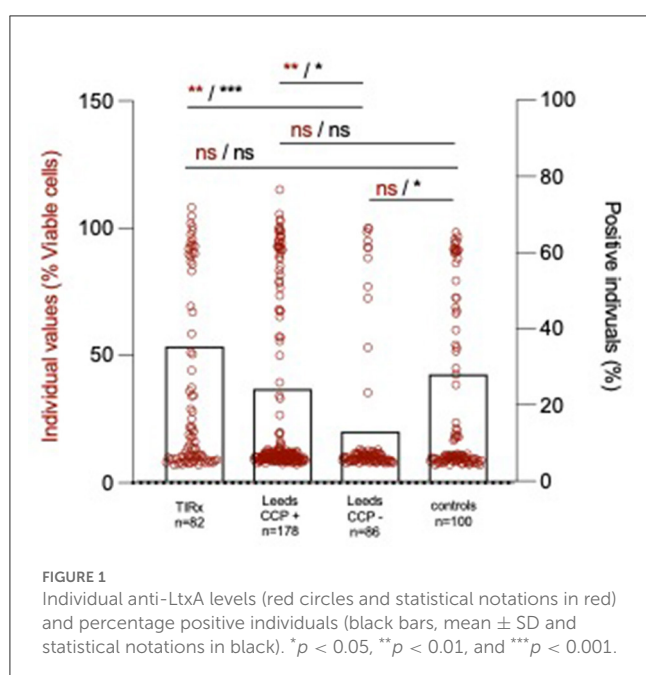 ** / *
** / ***
150
100
ns / ns
ns / ns
80
ns / *
100
60
50
40
20
0
0
Individual values (% Viable cells)
Positive indivuals (%)
TIRx
n=82
Leeds
CCP +
n=178
Leeds
CCP -
n=86
controls
n=100
FIGURE 1
Individual anti-LtxA levels (red circles and statistical notations in red)
and percentage positive individuals (black bars, mean ± SD and
statistical notations in black). *p < 0.05, **p < 0.01, and ***p < 0.001.